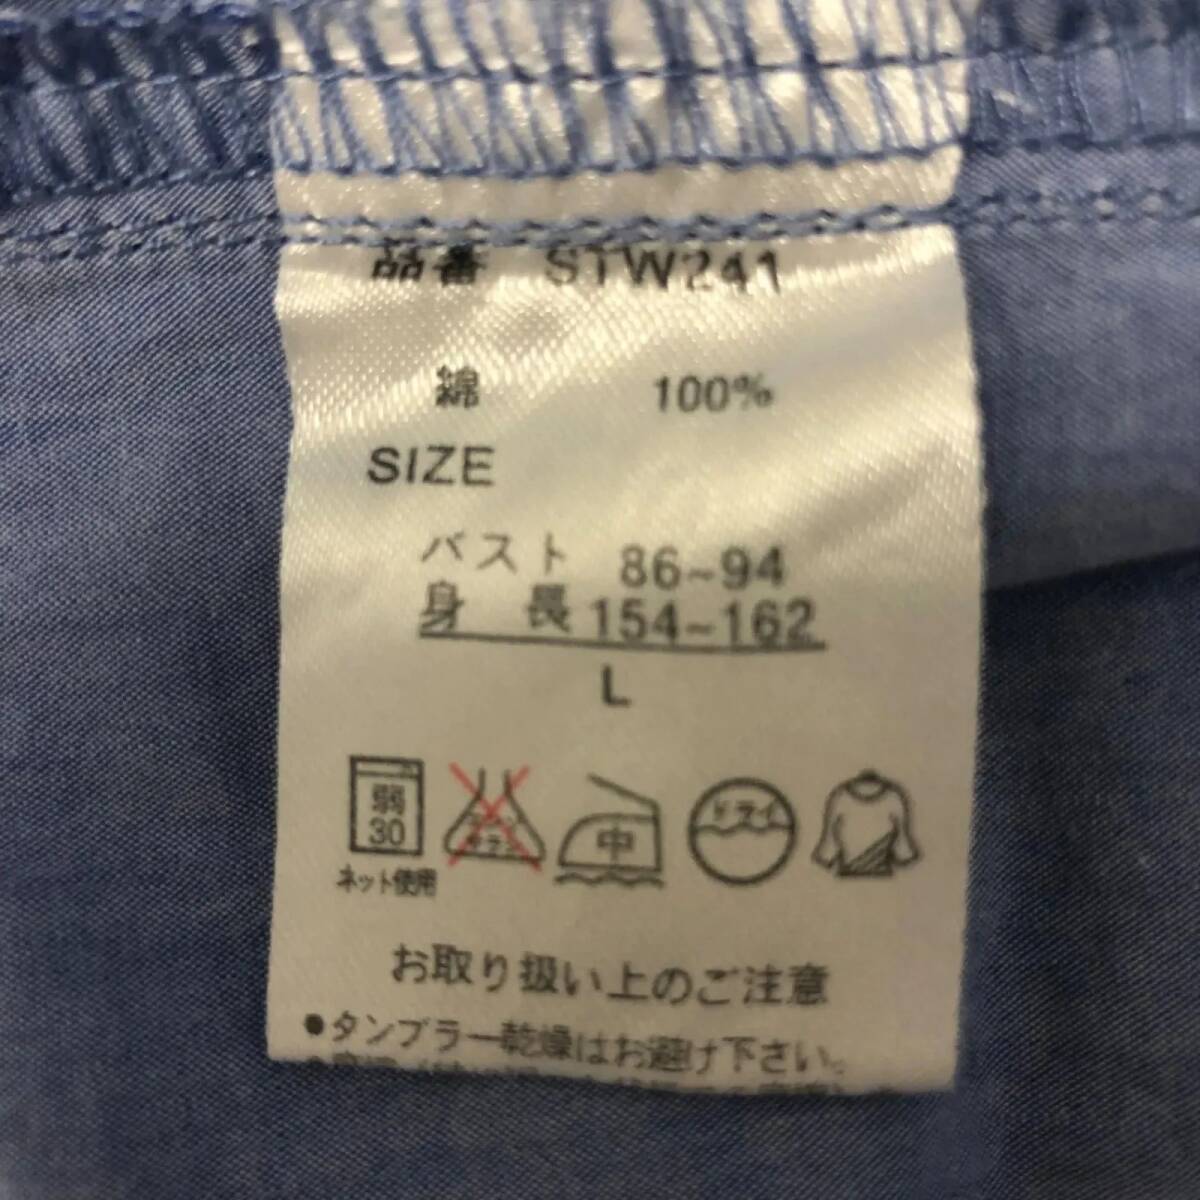 品番 STW241
綿 100%
SIZE
バスト 86~94
身長 154~162
L
弱
30
ネット使用
中
ドライ
お取り扱い上のご注意
●タンブラー乾燥はお避け下さい。